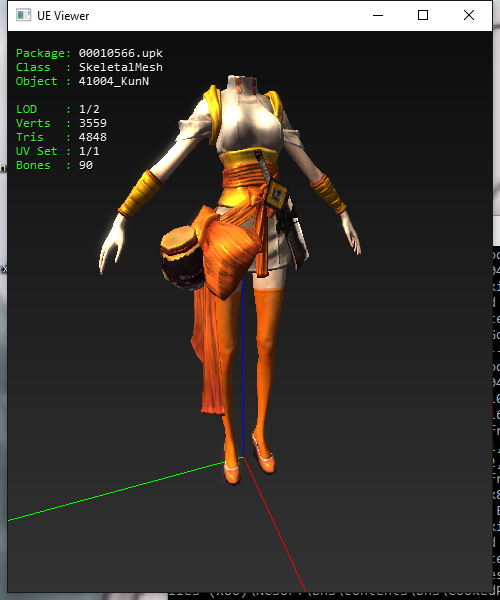 UE Viewer
Package: 00010566.upk
Class : SkeletalMesh
Object : 41004_KunN
LOD : 1/2
Verts : 3559
Tris : 4848
UV Set : 1/1
Bones : 90